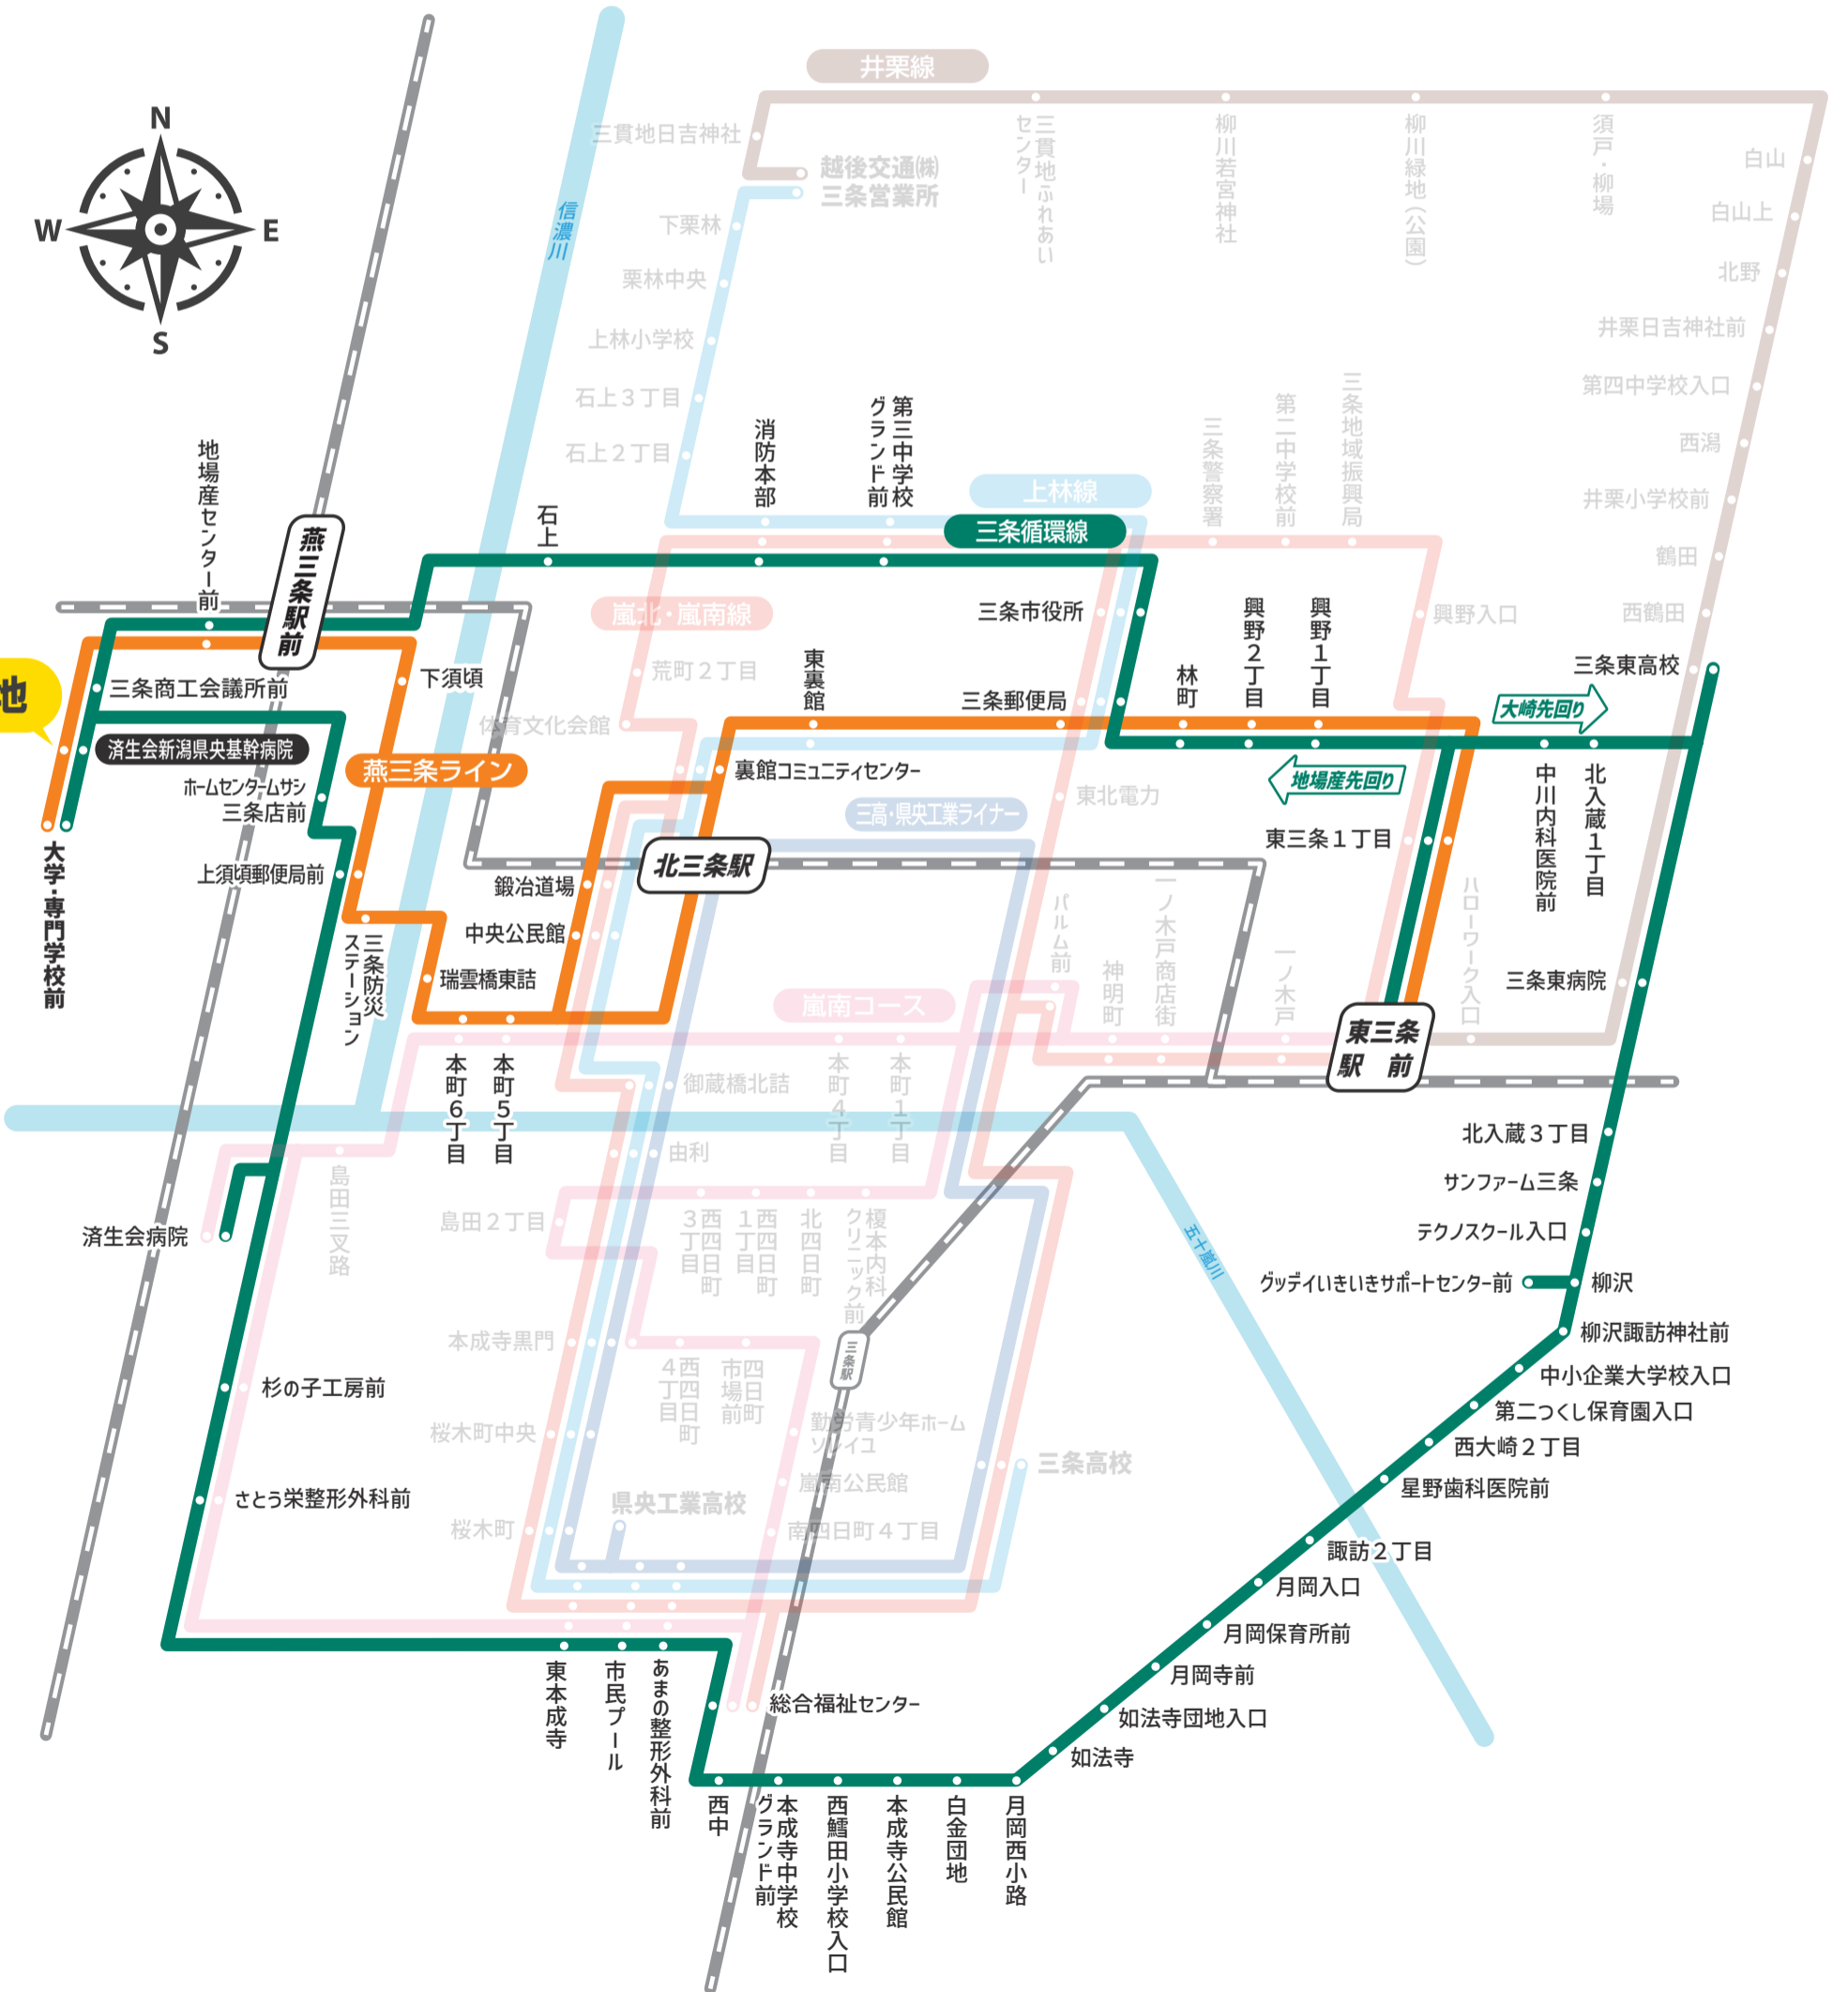 N
W
E
S
井栗線
三貫地日吉神社
越後交通㈱
三条営業所
三貫地ふれあい
センター
柳川若宮神社
柳川緑地（公園）
須戸・柳場
白山
白山上
北野
井栗日吉神社前
第四中学校入口
西潟
井栗小学校前
鶴田
西鶴田
信濃川
下栗林
栗林中央
上林小学校
石上３丁目
石上２丁目
消防本部
第三中学校
グランド前
三条警察署
第二中学校前
三条地域振興局
上林線
三条循環線
地場産センター前
燕三条駅前
石上
嵐北・嵐南線
荒町２丁目
体育文化会館
三条市役所
興野２丁目
興野１丁目
興野入口
三条東高校
地
三条商工会議所前
下須頃
東裏館
三条郵便局
林町
大崎先回り
済生会新潟県央基幹病院
燕三条ライン
裏館コミュニティセンター
地場産先回り
ホームセンタームサシ
三条店前
三高・県央工業ライナー
東北電力
東三条１丁目
中川内科医院前
北入蔵１丁目
大学・専門学校前
上須頃郵便局前
北三条駅
鍛冶道場
中央公民館
三条防災
ステーション
瑞雲橋東詰
嵐南コース
パルム前
神明町
一ノ木戸商店街
一ノ木戸
ハローワーク入口
三条東病院
東三条
駅　前
本町６丁目
本町５丁目
御蔵橋北詰
由利
本町４丁目
本町１丁目
北入蔵３丁目
サンファーム三条
テクノスクール入口
グッデイいきいきサポートセンター前
柳沢
島田三叉路
済生会病院
島田２丁目
西四日町
３丁目
西四日町
１丁目
北四日町
榎本内科
クリニック前
五十嵐川
三条駅
柳沢諏訪神社前
中小企業大学校入口
第二つくし保育園入口
西大崎２丁目
星野歯科医院前
諏訪２丁目
月岡入口
月岡保育所前
月岡寺前
如法寺団地入口
如法寺
本成寺黒門
西四日町
４丁目
四日町
市場前
杉の子工房前
桜木町中央
勤労青少年ホーム
ソレイユ
嵐南公民館
三条高校
さとう栄整形外科前
県央工業高校
桜木町
南四日町４丁目
東本成寺
市民プール
あまの整形外科前
総合福祉センター
西中
本成寺中学校
グランド前
西鱈田小学校入口
本成寺公民館
白金団地
月岡西小路